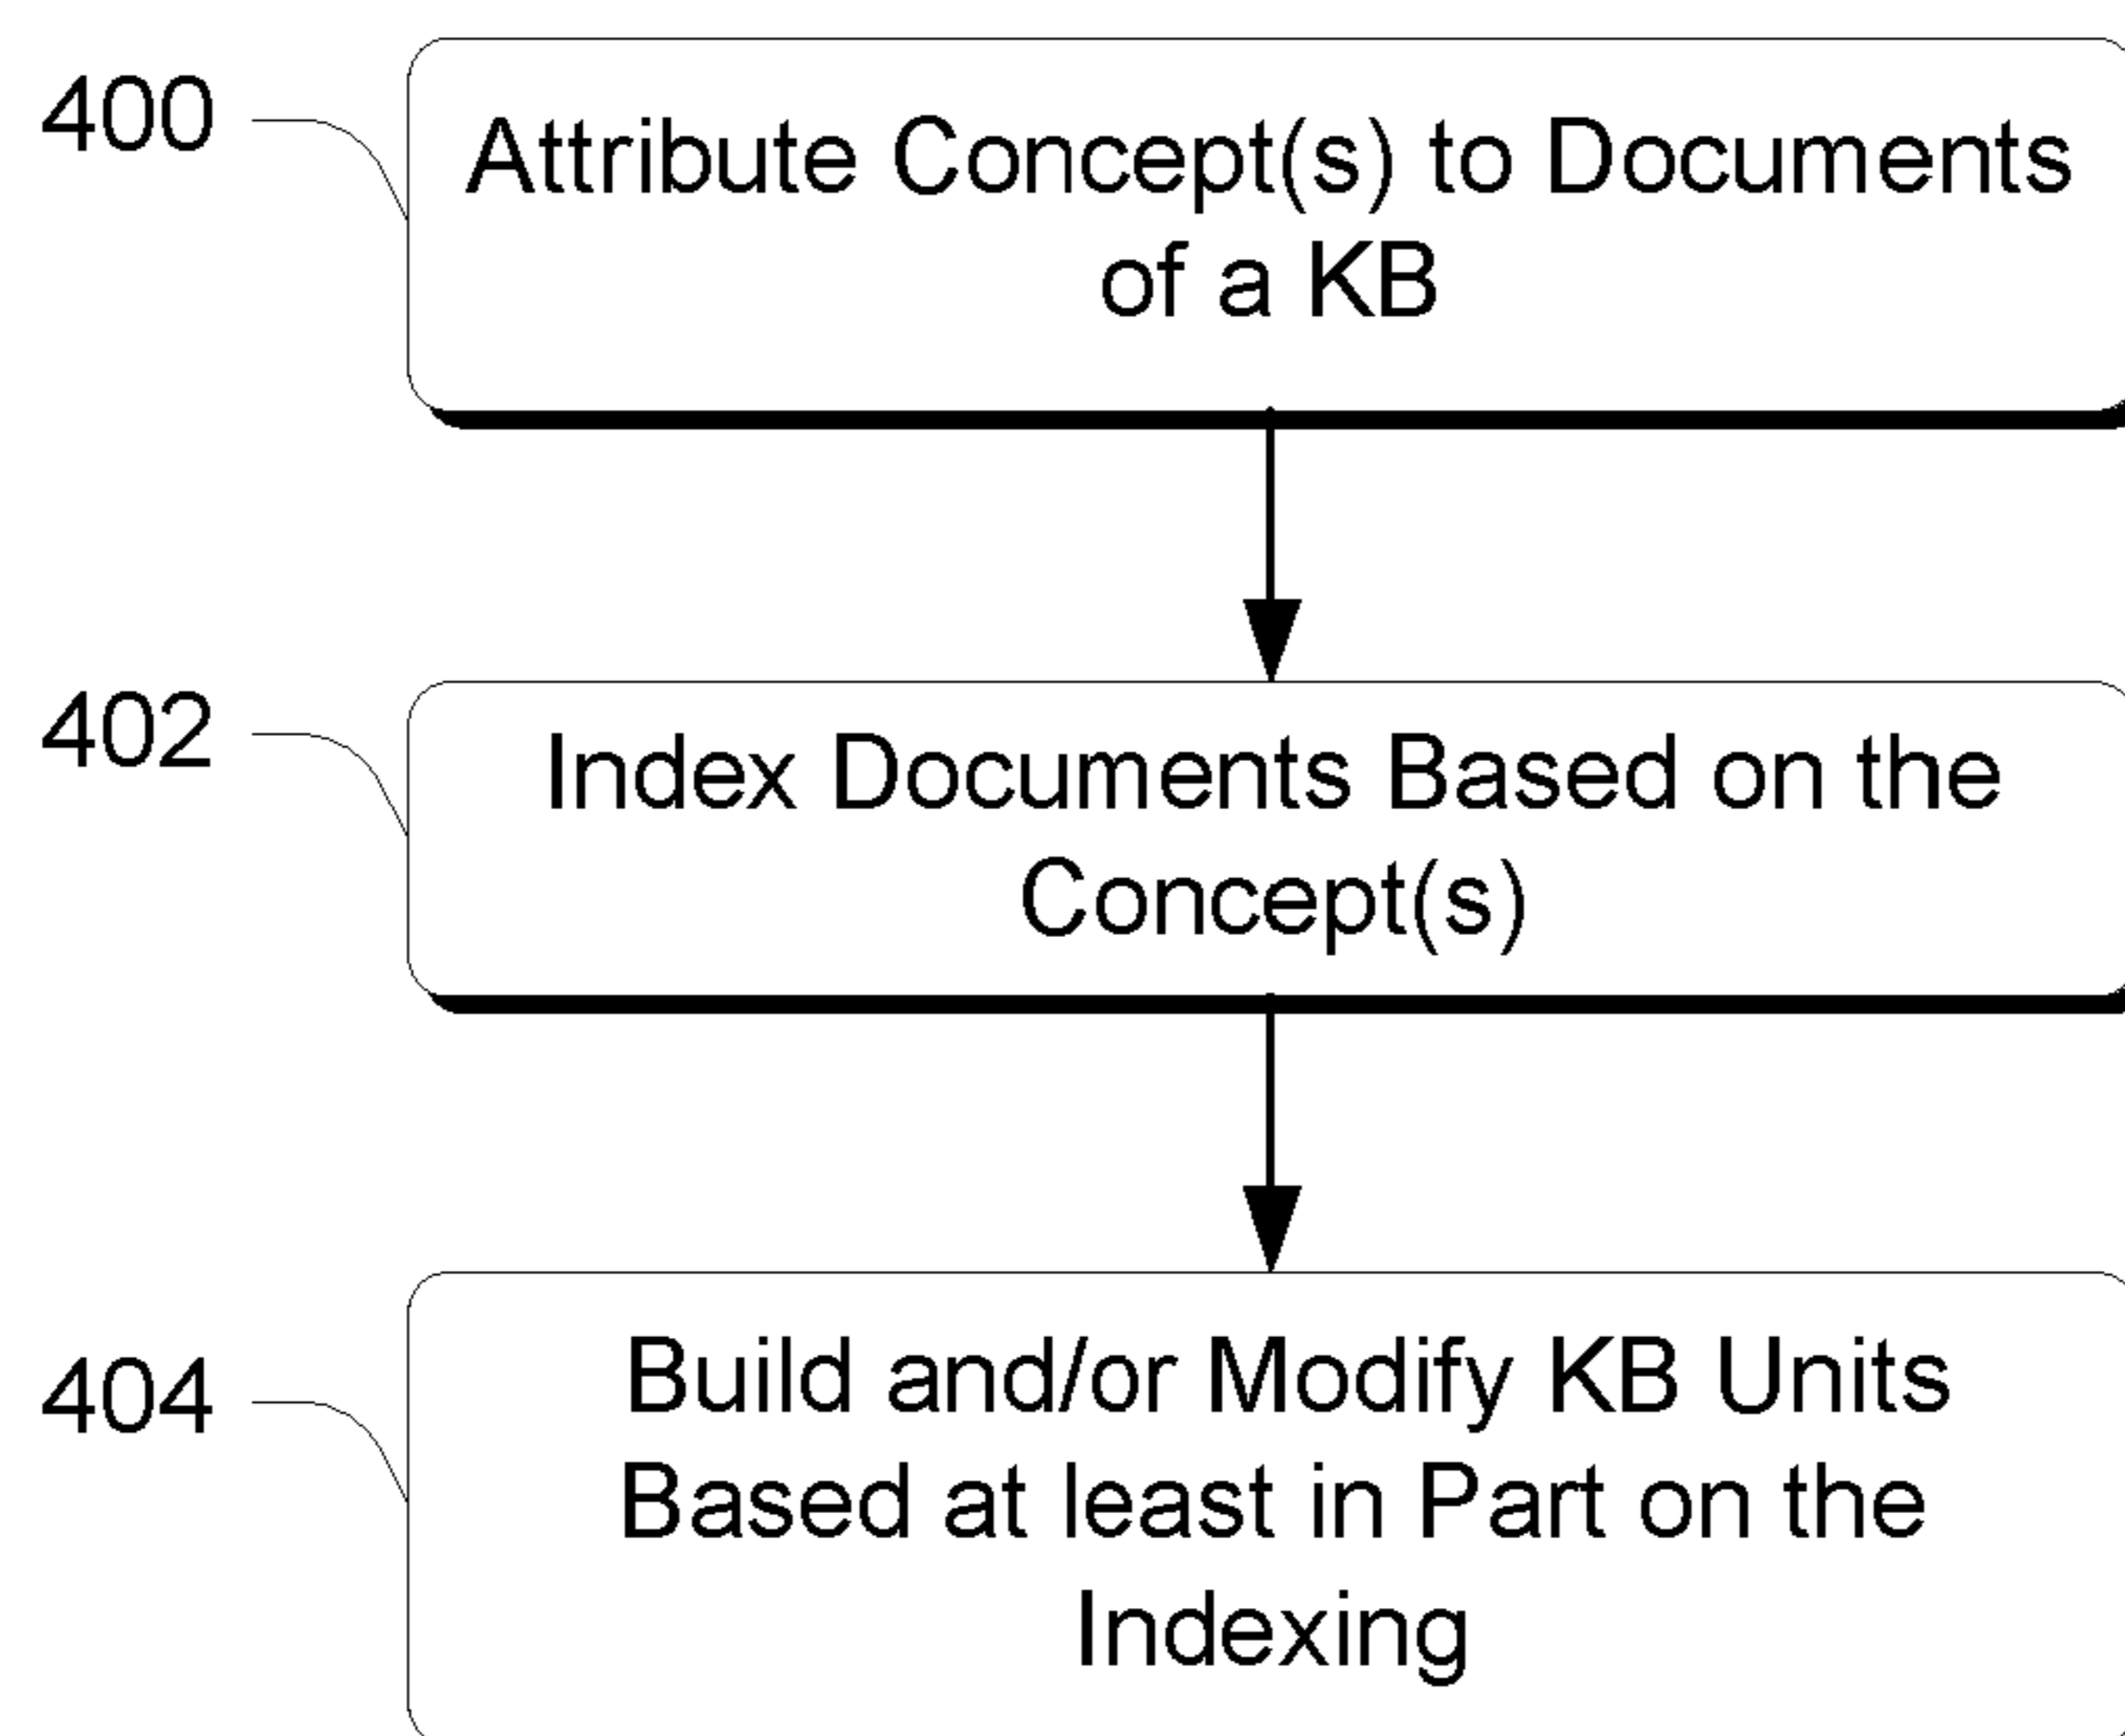 400
Attribute Concept(s) to Documents
of a KB
402
Index Documents Based on the
Concept(s)
404
Build and/or Modify KB Units
Based at least in Part on the
Indexing